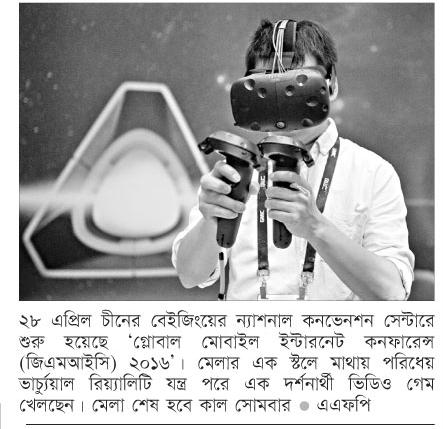 ২৮ এপ্রিল চীনের বেইজিংয়ের ন্যাশনাল কনভেনশন সেন্টারে
শুরু হয়েছে ‘গ্লোবাল মোবাইল ইন্টারনেট কনফারেন্স
(জিএমআইসি) ২০১৬’। মেলার এক স্টলে মাথায় পরিধেয়
ভার্চ্যুয়াল রিয়্যালিটি যন্ত্র পরে এক দর্শনার্থী ভিডিও গেম
খেলছেন। মেলা শেষ হবে কাল সোমবার ● এএফপি